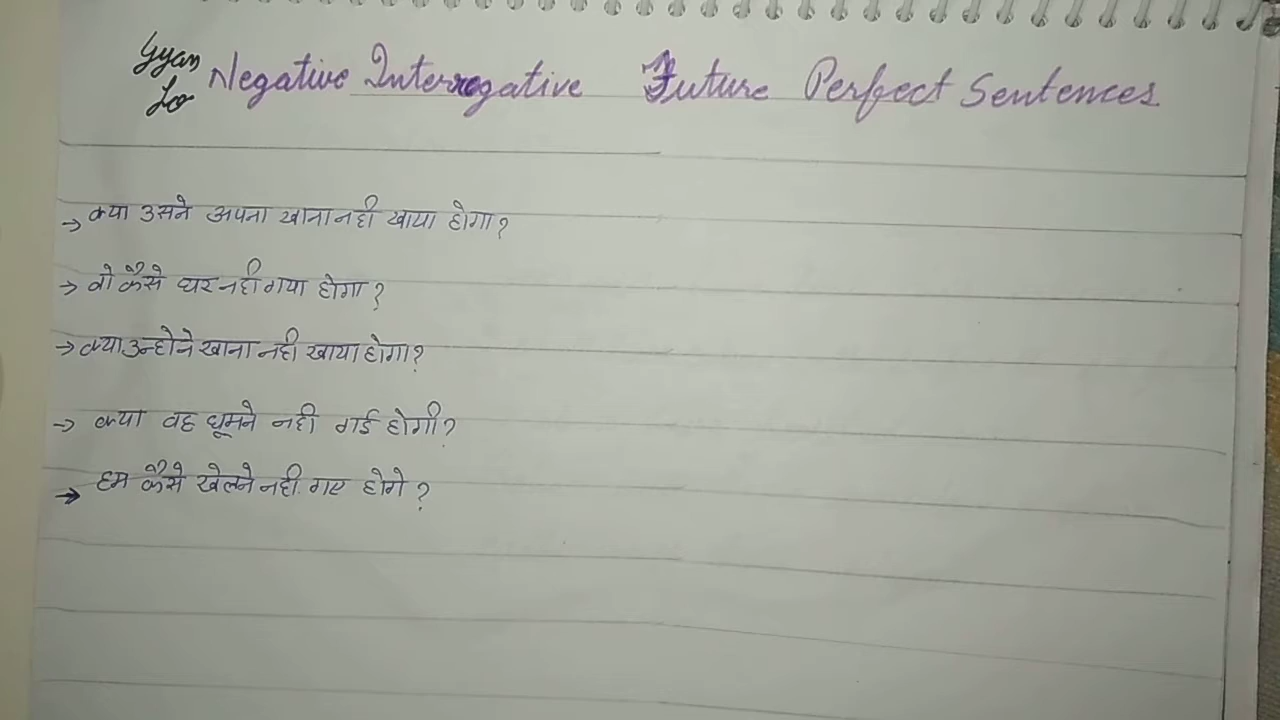 Gyan
Negative Interrogative Future Perfect Sentences
→ क्या उसने अपना खाना नही खाया होगा?
→ वो कैसे घर नही गया होगा?
→ क्या उन्होने खाना नही खाया होगा?
→ क्या वह घूमने नही गई होगी?
→ हम कैसे खेलने नही गए होगे?